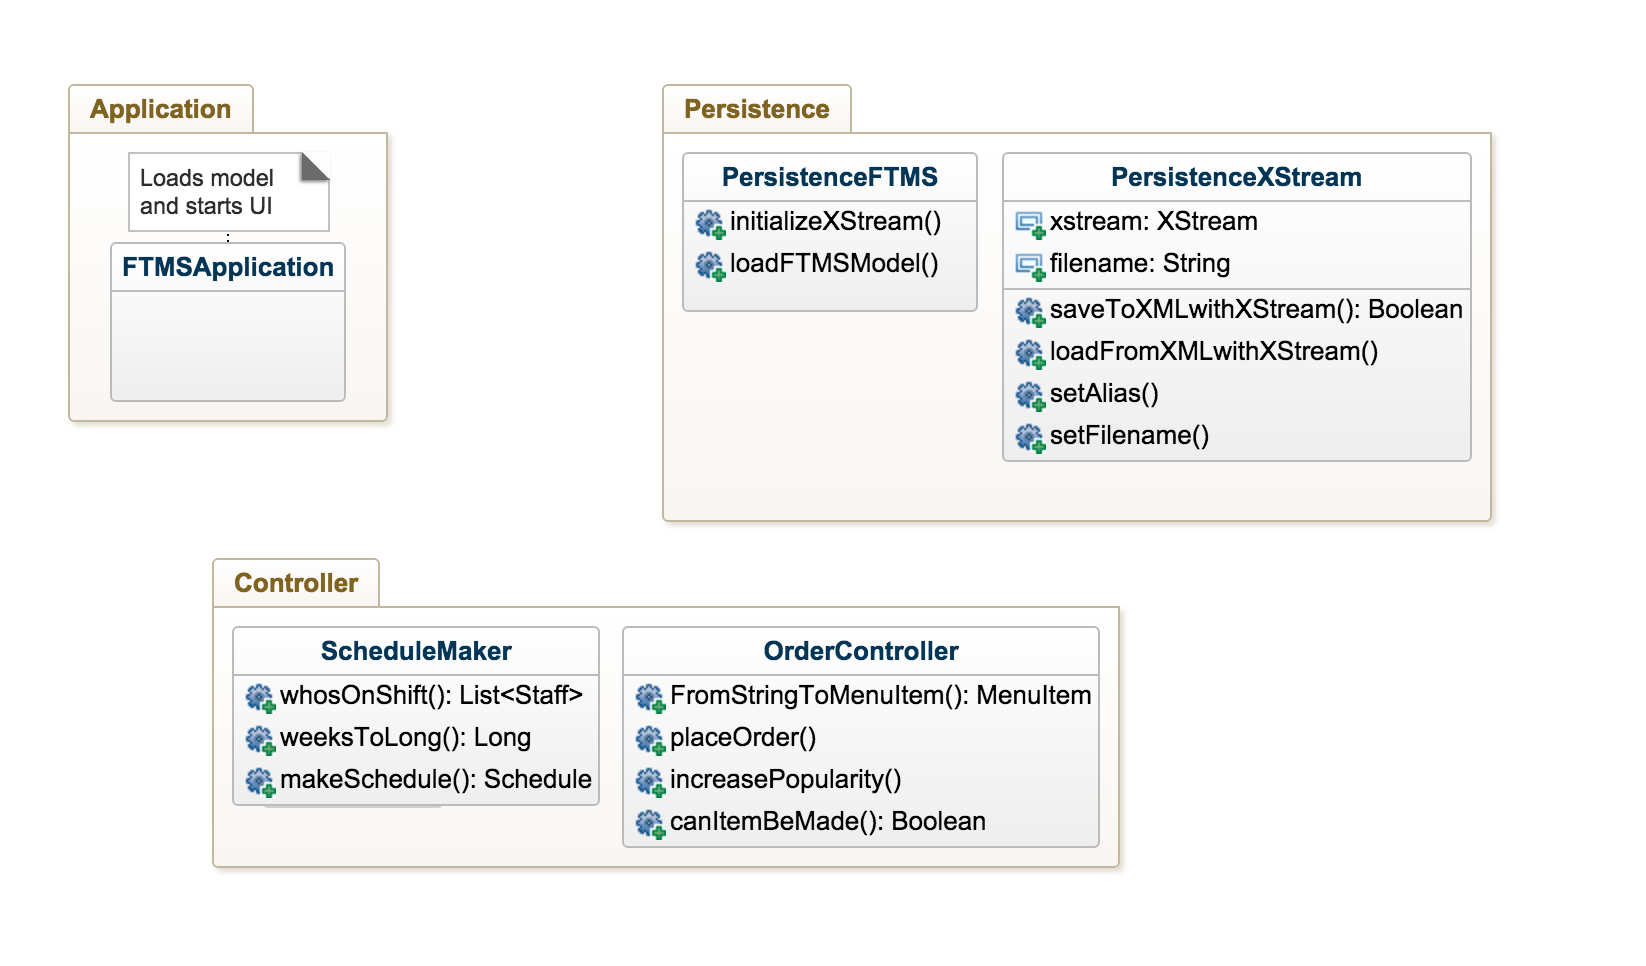 Application
Loads model
and starts UI
FTMSApplication
Persistence
PersistenceFTMS
initializeXStream()
loadFTMSModel()
PersistenceXStream
xstream: XStream
filename: String
saveToXMLwithXStream(): Boolean
loadFromXMLwithXStream()
setAlias()
setFilename()
Controller
ScheduleMaker
whosOnShift(): List<Staff>
weeksToLong(): Long
makeSchedule(): Schedule
OrderController
FromStringToMenuItem(): MenuItem
placeOrder()
increasePopularity()
canItemBeMade(): Boolean